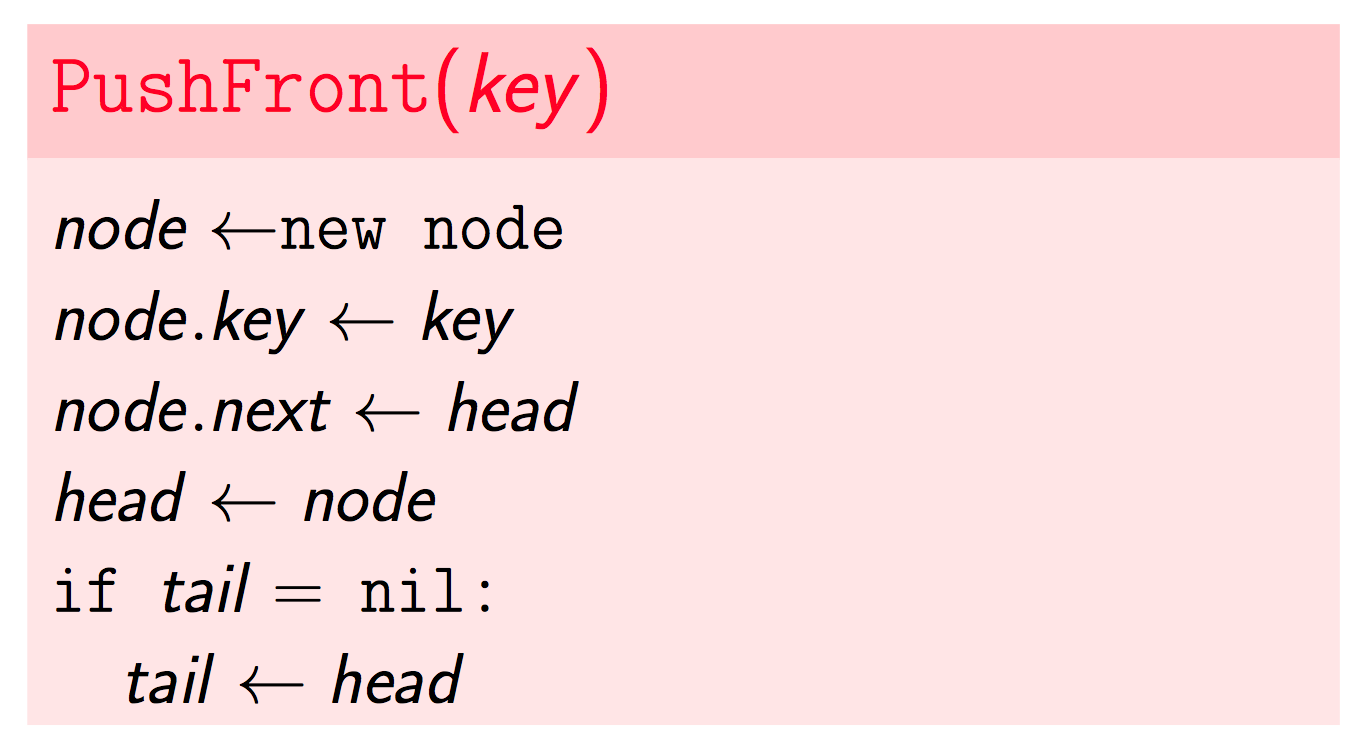 PushFront(key)
node ←new node
node.key ← key
node.next ← head
head ← node
if tail = nil:
tail ← head